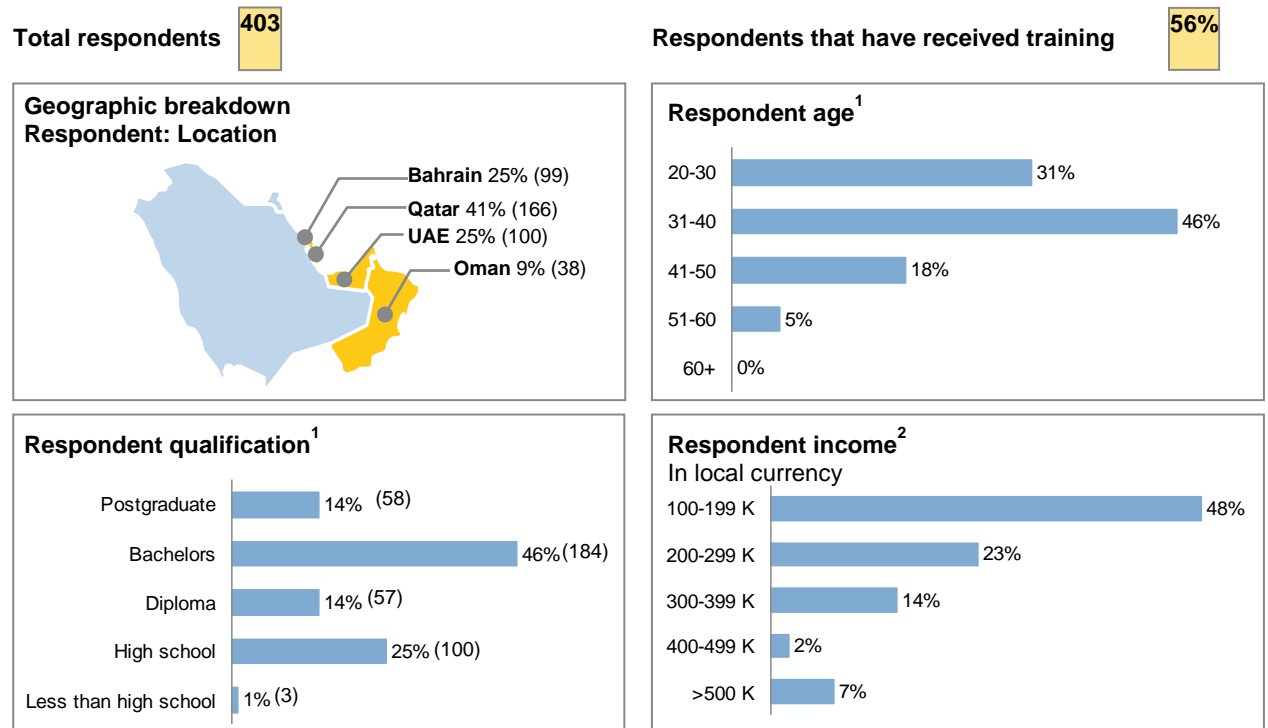 Total respondents 403
Respondents that have received training 56%
Geographic breakdown
Respondent: Location
Bahrain 25% (99)
Qatar 41% (166)
UAE 25% (100)
Oman 9% (38)
Respondent age1
20-30 31%
31-40 46%
41-50 18%
51-60 5%
60+ 0%
Respondent qualification1
Postgraduate 14% (58)
Bachelors 46% (184)
Diploma 14% (57)
High school 25% (100)
Less than high school 1% (3)
Respondent income2
In local currency
100-199 K 48%
200-299 K 23%
300-399 K 14%
400-499 K 2%
>500 K 7%